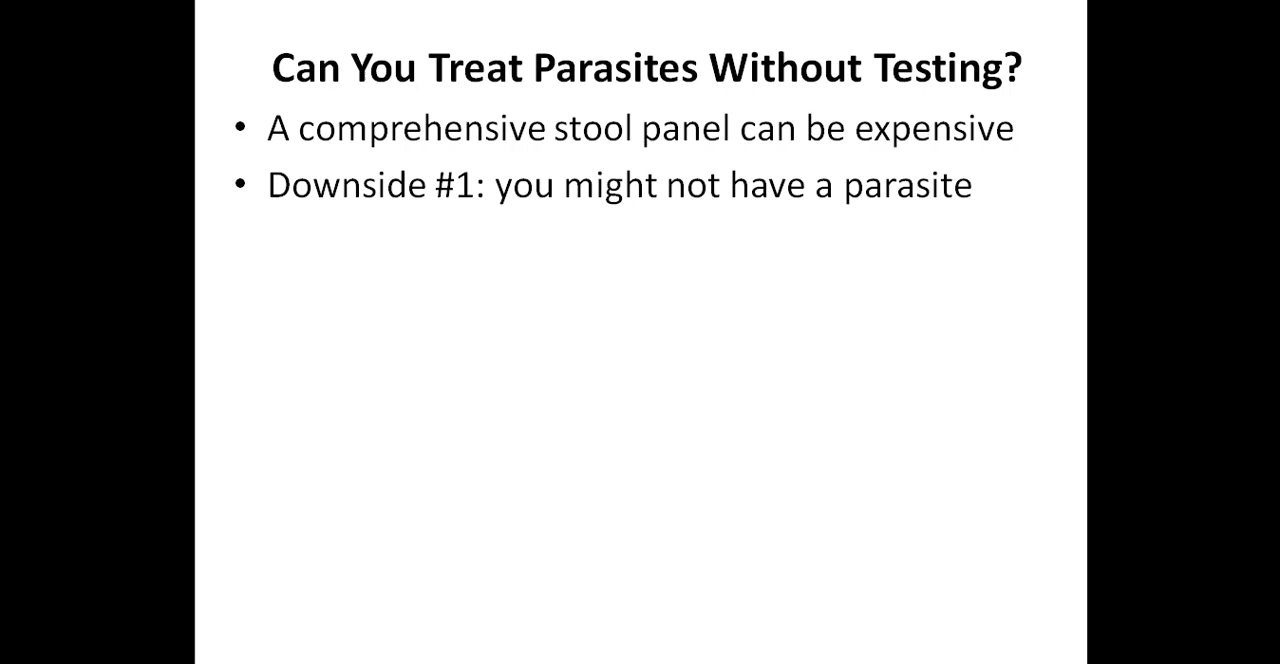 Can You Treat Parasites Without Testing?
• A comprehensive stool panel can be expensive
• Downside #1: you might not have a parasite